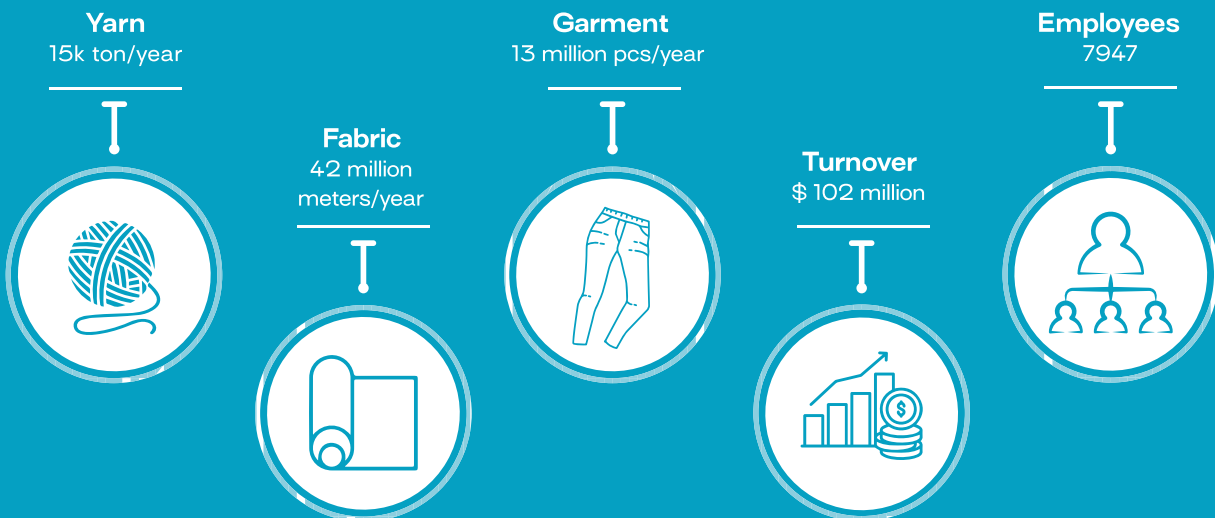 Yarn
15k ton/year
Fabric
42 million
meters/year
Garment
13 million pcs/year
Turnover
$ 102 million
Employees
7947
$